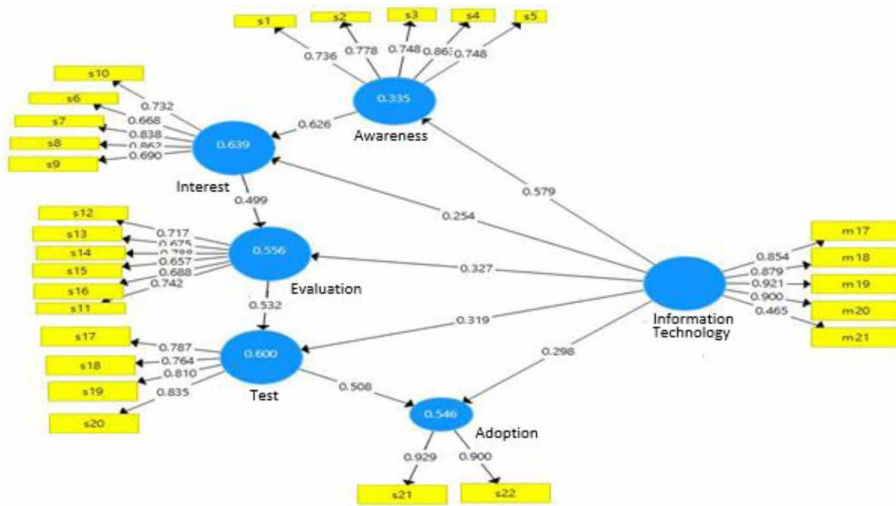 s1
s2
s3
s4
s5
0.736
0.778
0.748
0.863
0.748
0.335
Awareness
s10
s6
s7
s8
s9
0.732
0.668
0.838
0.862
0.690
0.639
Interest
0.626
0.579
0.499
0.254
s12
s13
s14
s15
s16
s11
0.717
0.675
0.657
0.688
0.742
0.556
Evaluation
0.327
0.532
0.319
m17
m18
m19
m20
m21
0.854
0.879
0.921
0.900
0.465
Information
Technology
s17
s18
s19
s20
0.787
0.764
0.810
0.835
0.600
Test
0.508
0.298
0.546
Adoption
0.929
0.900
s21
s22